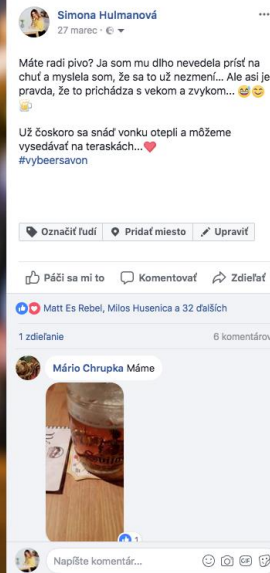 Simona Hulmanová
27 marec
Máte radi pivo? Ja som mu dlho nevedela prísť na
chuť a myslela som, že sa to už nezmení... Ale asi je
pravda, že to prichádza s vekom a zvykom... 😅😊
🍺
Už čoskoro sa snáď vonku otepli a môžeme
vysedávať na teraskách...❤️
#vybeersavon
Označiť ľudí
Pridať miesto
Upraviť
Páči sa mi to
Komentovať
Zdieľať
Matt Es Rebel, Milos Husenica a 32 ďalších
1 zdieľanie
6 komentárov
Mário Chrupka Máme
1
Napíšte komentár...
GIF